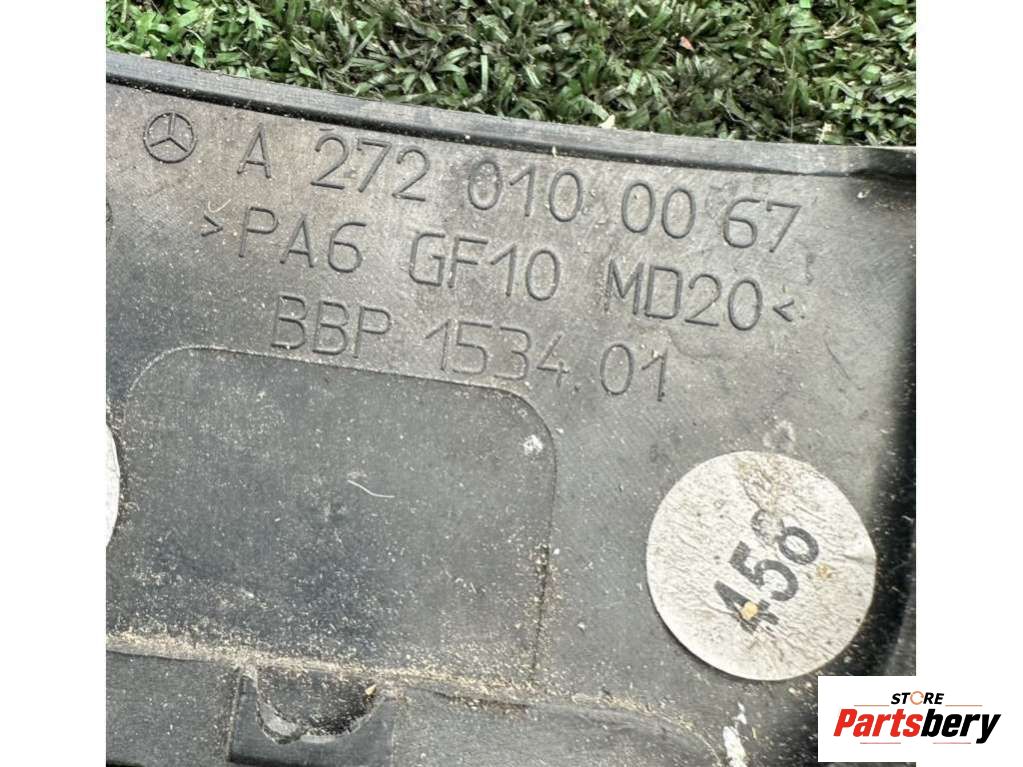 A 272 010 00 67
>PA6 GF10 MD20<
BBP 1534.01
458
STORE
Partsbery